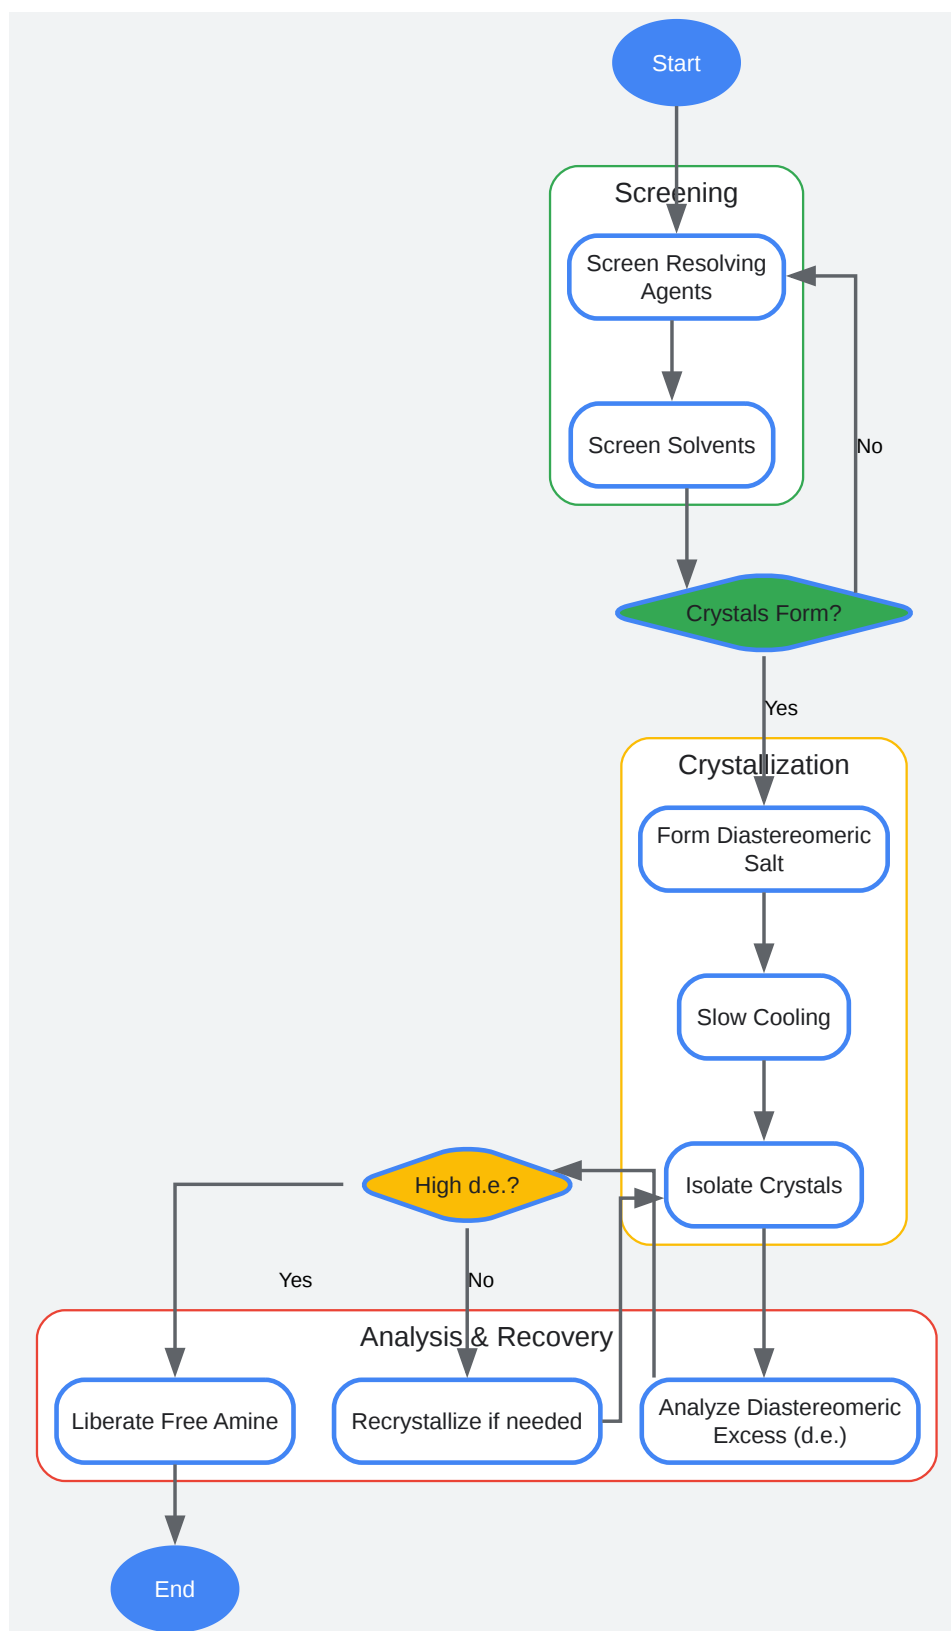 Start
Screening
Screen Resolving
Agents
Screen Solvents
No
Crystals Form?
Yes
Crystallization
Form Diastereomeric
Salt
Slow Cooling
Isolate Crystals
High d.e.?
Yes
No
Analysis & Recovery
Liberate Free Amine
Recrystallize if needed
Analyze Diastereomeric
Excess (d.e.)
End